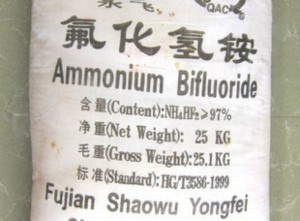 QAC
氟化氢铵
Ammonium Bifluoride
含量(Content):NH4HF2≥97%
净重(Net Weight): 25 KG
毛重(Gross Weight):25.1KG
标准(Standard): HG/T3586-1999
Fujian Shaowu Yongfei